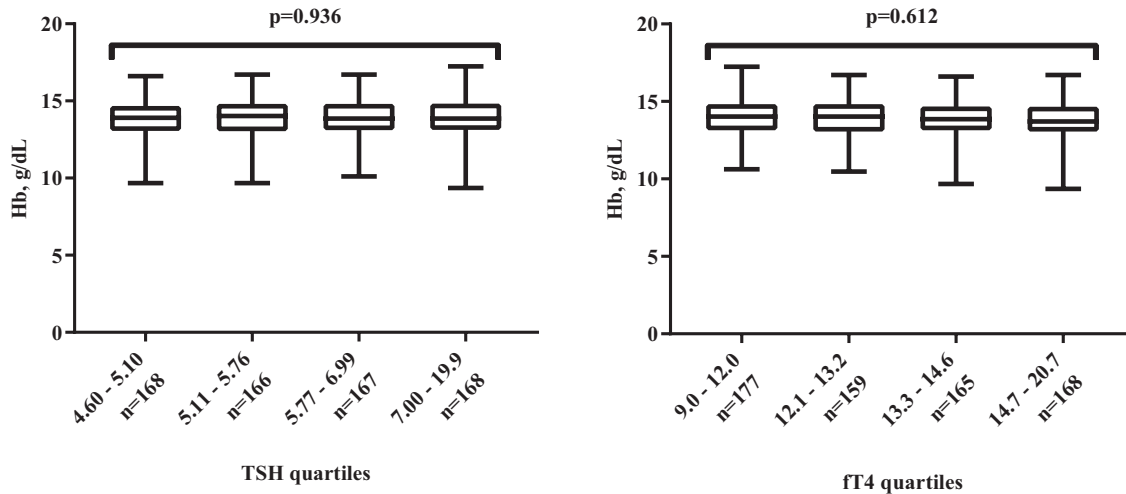 p=0.936
20
15
10
5
0
Hb, g/dL
4.60 - 5.10
n=168
5.11 - 5.76
n=166
5.77 - 6.99
n=167
7.00 - 19.9
n=168
TSH quartiles
p=0.612
20
15
10
5
0
Hb, g/dL
9.0 - 12.0
n=177
12.1 - 13.2
n=159
13.3 - 14.6
n=165
14.7 - 20.7
n=168
fT4 quartiles